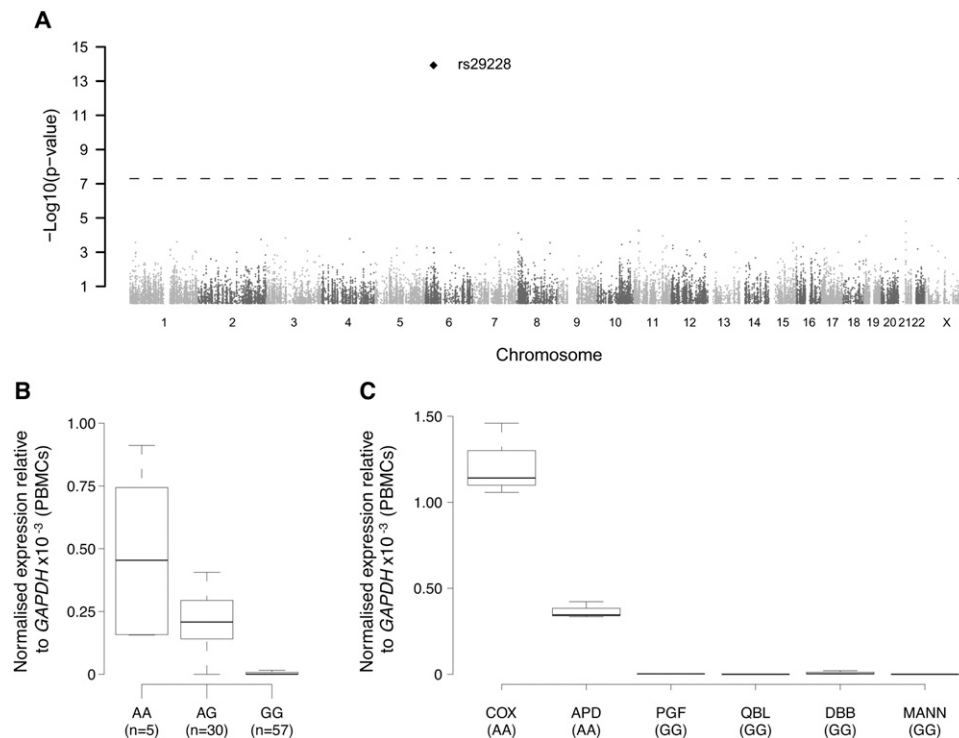 A
15
13
11
9
7
5
3
1
−Log10(p−value)
rs29228
1 2 3 4 5 6 7 8 9 10 11 12 13 14 15 16 17 18 19 20 21 22 X
Chromosome
B
Normalised expression relative
to GAPDH x10⁻³ (PBMCs)
1.00
0.75
0.50
0.25
0
AA AG GG
(n=5) (n=30) (n=57)
C
Normalised expression relative
to GAPDH x10⁻³ (PBMCs)
1.50
1.00
0.50
0
COX APD PGF QBL DBB MANN
(AA) (AA) (GG) (GG) (GG) (GG)